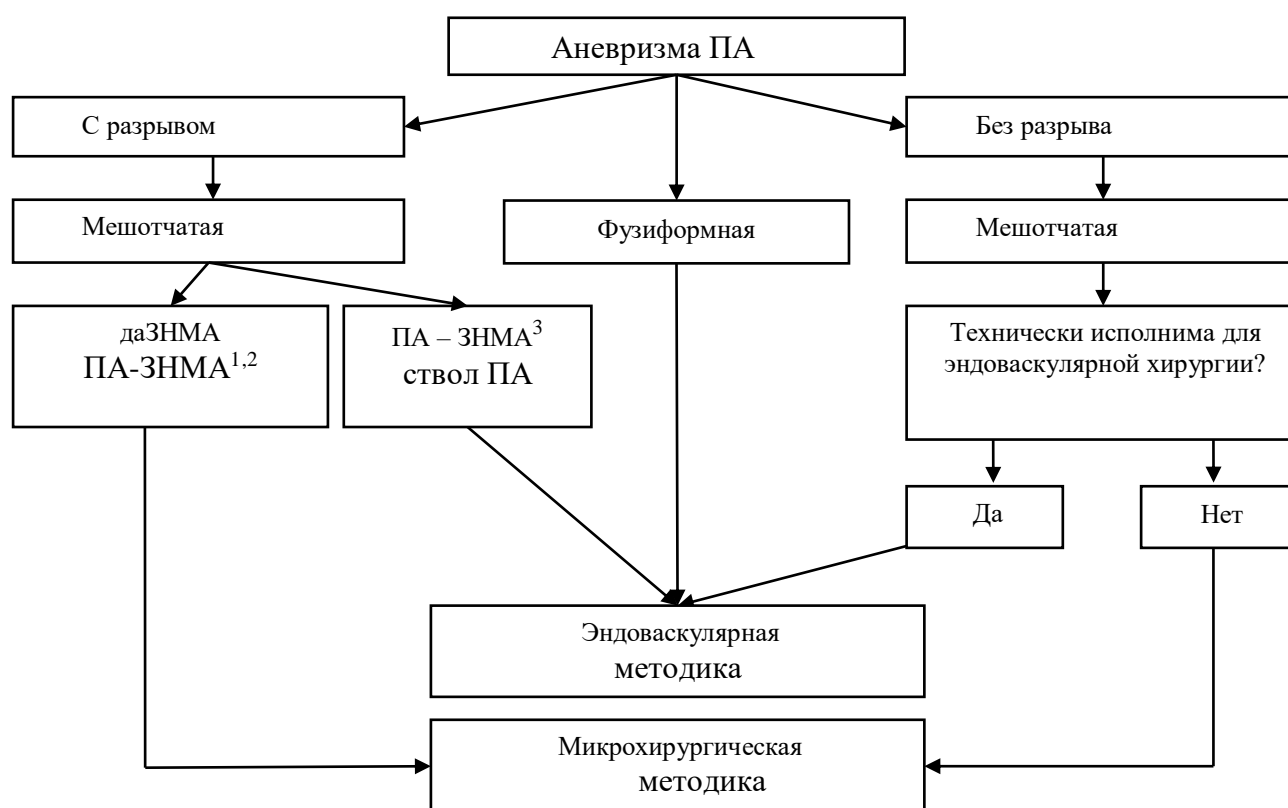 Аневризма ПА
С разрывом
Без разрыва
Мешотчатая
Фузиформная
Мешотчатая
даЗНМА
ПА-ЗНМА1,2
ПА – ЗНМА3
ствол ПА
Технически исполнима для
эндоваскулярной хирургии?
Да
Нет
Эндоваскулярная
методика
Микрохирургическая
методика